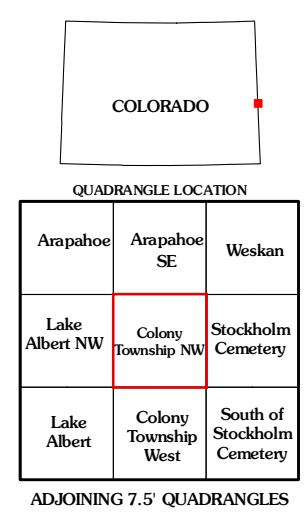 COLORADO
QUADRANGLE LOCATION
Arapahoe
Arapahoe
SE
Weskan
Lake
Albert NW
Colony
Township NW
Stockholm
Cemetery
Lake
Albert
Colony
Township
West
South of
Stockholm
Cemetery
ADJOINING 7.5' QUADRANGLES